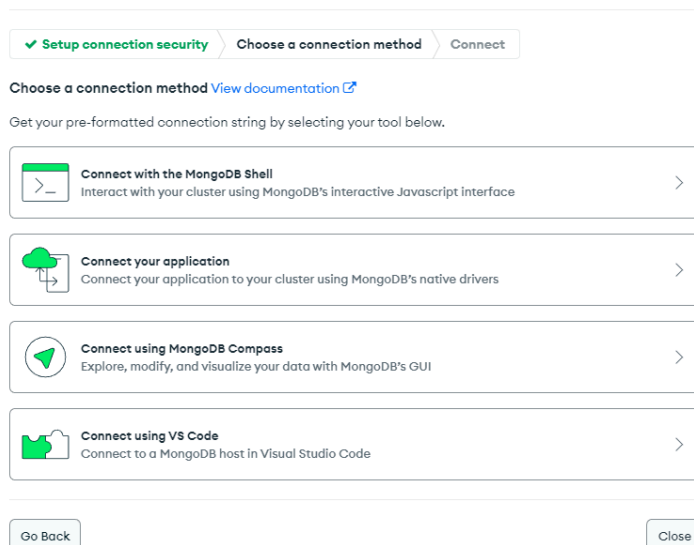 Setup connection security
Choose a connection method
Connect
Choose a connection method View documentation
Get your pre-formatted connection string by selecting your tool below.
Connect with the MongoDB Shell
Interact with your cluster using MongoDB's interactive Javascript interface
Connect your application
Connect your application to your cluster using MongoDB's native drivers
Connect using MongoDB Compass
Explore, modify, and visualize your data with MongoDB's GUI
Connect using VS Code
Connect to a MongoDB host in Visual Studio Code
Go Back
Close